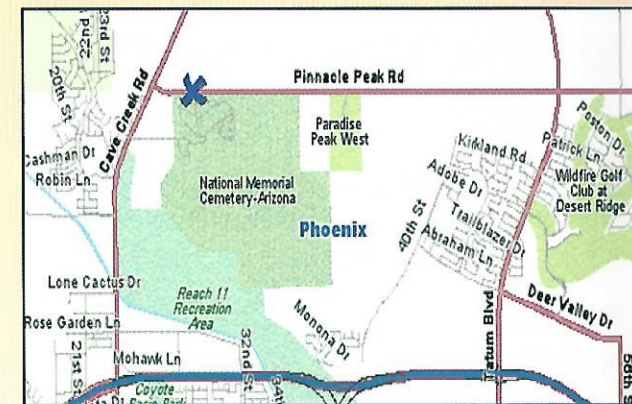 23rd St
22nd
20th St
Cave Creek Rd
Pinnacle Peak Rd
Paradise
Peak West
Kirkland Rd
Patrick Ln
Adobe Dr
Wildfire Golf
Club at
Desert Ridge
Cashman Dr
Robin Ln
National Memorial
Cemetery-Arizona
Phoenix
40th St
Trailblazer Dr
Abraham Ln
Lone Cactus Dr
Reach 11
Recreation
Area
Deer Valley Dr
Rose Garden Ln
Monona Dr
Tatum Blvd
21st St
Mohawk Ln
32nd St
56th S
Coyote